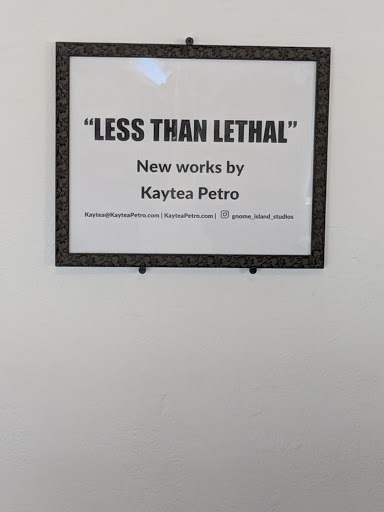 “LESS THAN LETHAL”
New works by
Kaytea Petro
Kaytea@KayteaPetro.com | KayteaPetro.com | gnome_island_studios